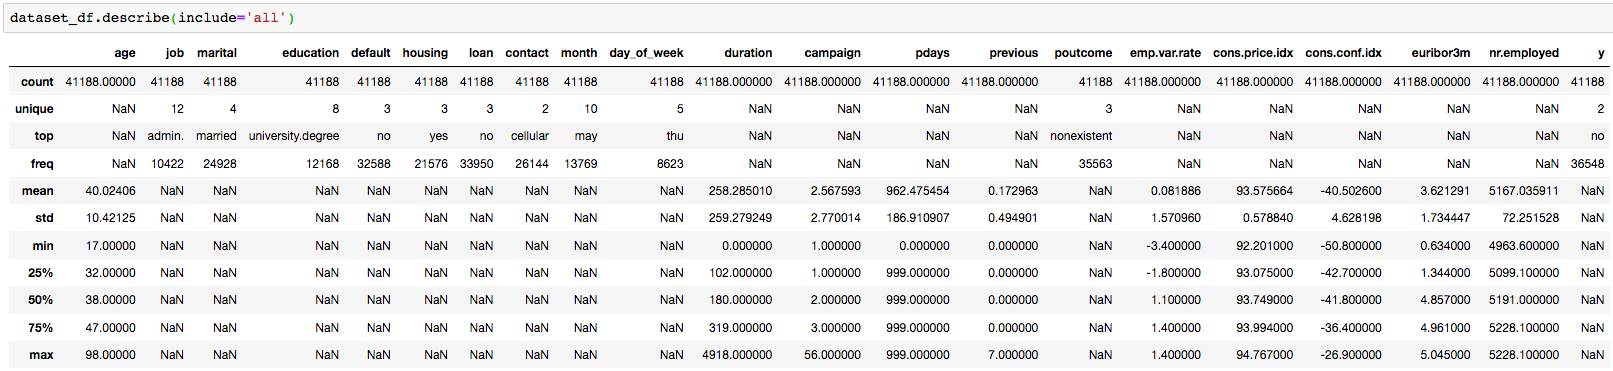 dataset_df.describe(include='all')
age job marital education default housing loan contact month day_of_week duration campaign pdays previous poutcome emp.var.rate cons.price.idx cons.conf.idx euribor3m nr.employed y
count 41188.00000 41188 41188 41188 41188 41188 41188 41188 41188 41188 41188.000000 41188.000000 41188.000000 41188.000000 41188 41188.000000 41188.000000 41188.000000 41188.000000 41188.000000 41188
unique NaN 12 4 8 3 3 3 2 10 5 NaN NaN NaN NaN 3 NaN NaN NaN NaN NaN 2
top NaN admin. married university.degree no yes no cellular may thu NaN NaN NaN NaN nonexistent NaN NaN NaN NaN NaN no
freq NaN 10422 24928 12168 32588 21576 33950 26144 13769 8623 NaN NaN NaN NaN 35563 NaN NaN NaN NaN NaN 36548
mean 40.02406 NaN NaN NaN NaN NaN NaN NaN NaN NaN 258.285010 2.567593 962.475454 0.172963 NaN 0.081886 93.575664 -40.502600 3.621291 5167.035911 NaN
std 10.42125 NaN NaN NaN NaN NaN NaN NaN NaN NaN 259.279249 2.770014 186.910907 0.494901 NaN 1.570960 0.578840 4.628198 1.734447 72.251528 NaN
min 17.00000 NaN NaN NaN NaN NaN NaN NaN NaN NaN 0.000000 1.000000 0.000000 0.000000 NaN -3.400000 92.201000 -50.800000 0.634000 4963.600000 NaN
25% 32.00000 NaN NaN NaN NaN NaN NaN NaN NaN NaN 102.000000 1.000000 999.000000 0.000000 NaN -1.800000 93.075000 -42.700000 1.344000 5099.100000 NaN
50% 38.00000 NaN NaN NaN NaN NaN NaN NaN NaN NaN 180.000000 2.000000 999.000000 0.000000 NaN 1.100000 93.749000 -41.800000 4.857000 5191.000000 NaN
75% 47.00000 NaN NaN NaN NaN NaN NaN NaN NaN NaN 319.000000 3.000000 999.000000 0.000000 NaN 1.400000 93.994000 -36.400000 4.961000 5228.100000 NaN
max 98.00000 NaN NaN NaN NaN NaN NaN NaN NaN NaN 4918.000000 56.000000 999.000000 7.000000 NaN 1.400000 94.767000 -26.900000 5.045000 5228.100000 NaN